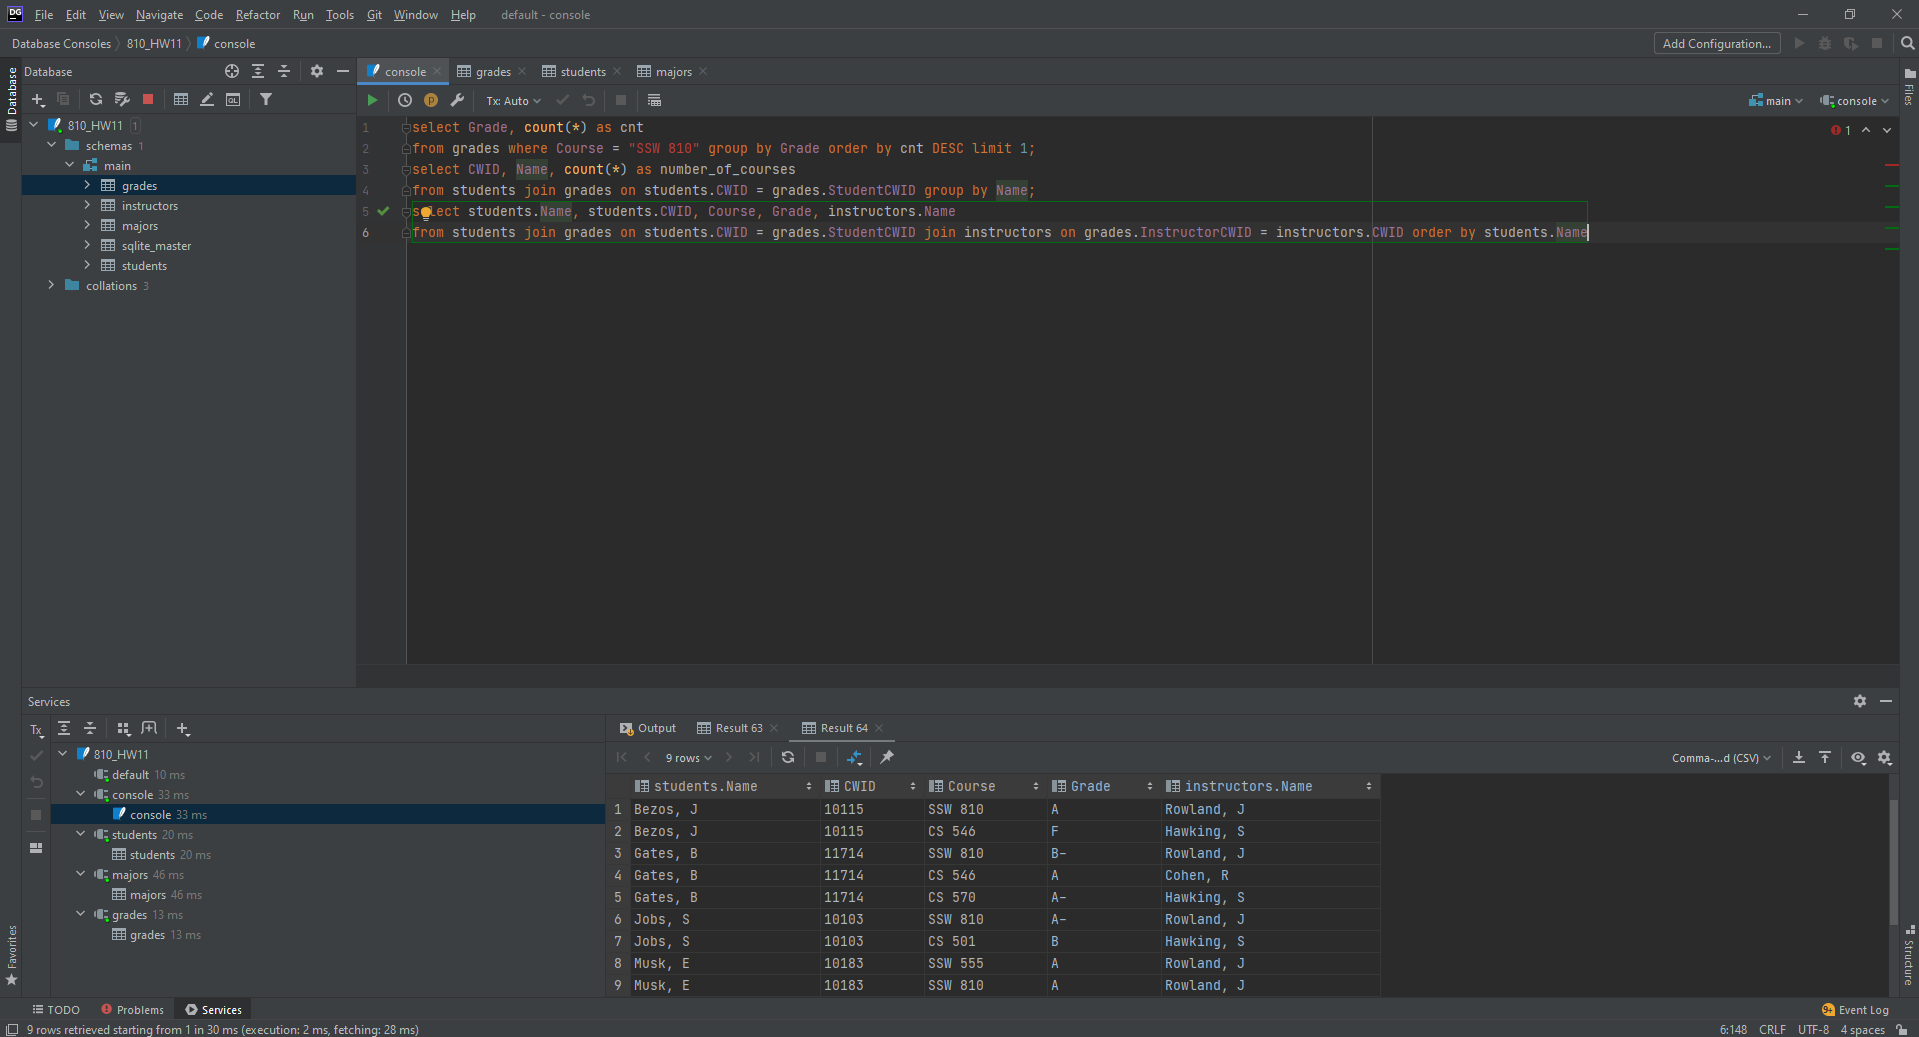 DG File Edit View Navigate Code Refactor Run Tools Git Window Help default - console
Database Consoles 810_HW11 console Add Configuration...
Database
Database
Files
console grades students majors
Tx: Auto main console
810_HW11 1
schemas 1
main
grades
instructors
majors
sqlite_master
students
collations 3
1 select Grade, count(*) as cnt
2 from grades where Course = "SSW 810" group by Grade order by cnt DESC limit 1;
3 select CWID, Name, count(*) as number_of_courses
4 from students join grades on students.CWID = grades.StudentCWID group by Name;
5 select students.Name, students.CWID, Course, Grade, instructors.Name
6 from students join grades on students.CWID = grades.StudentCWID join instructors on grades.InstructorCWID = instructors.CWID order by students.Name
1
Services
Tx
810_HW11
default 10 ms
console 33 ms
console 33 ms
students 20 ms
students 20 ms
majors 46 ms
majors 46 ms
grades 13 ms
grades 13 ms
Output Result 63 Result 64
9 rows Comma-...d (CSV)
students.Name CWID Course Grade instructors.Name
1 Bezos, J 10115 SSW 810 A Rowland, J
2 Bezos, J 10115 CS 546 F Hawking, S
3 Gates, B 11714 SSW 810 B- Rowland, J
4 Gates, B 11714 CS 546 A Cohen, R
5 Gates, B 11714 CS 570 A- Hawking, S
6 Jobs, S 10103 SSW 810 A- Rowland, J
7 Jobs, S 10103 CS 501 B Hawking, S
8 Musk, E 10183 SSW 555 A Rowland, J
9 Musk, E 10183 SSW 810 A Rowland, J
Favorites
Structure
TODO Problems Services 9+ Event Log
9 rows retrieved starting from 1 in 30 ms (execution: 2 ms, fetching: 28 ms) 6:148 CRLF UTF-8 4 spaces